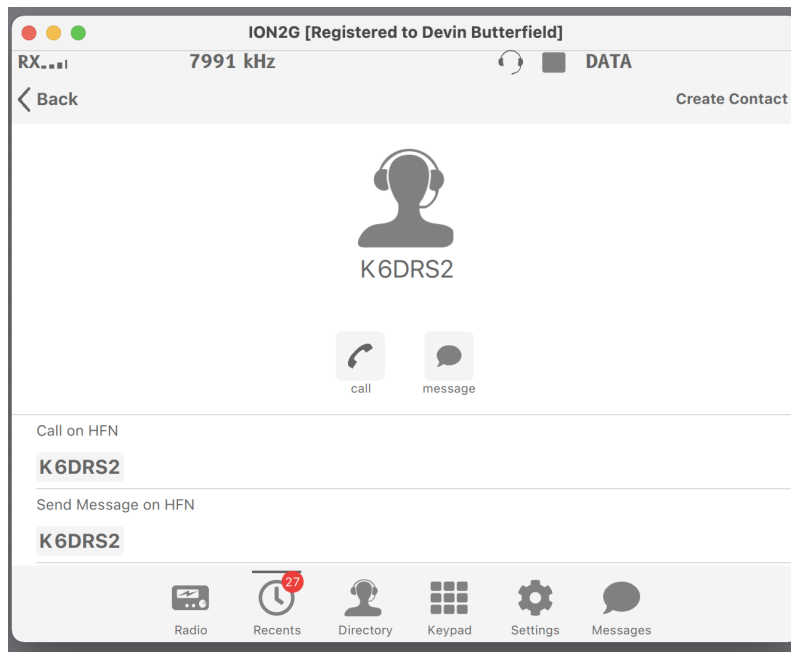 ION2G [Registered to Devin Butterfield]
RX 7991 kHz DATA
Back Create Contact
K6DRS2
call message
Call on HFN
K6DRS2
Send Message on HFN
K6DRS2
27
Radio Recents Directory Keypad Settings Messages